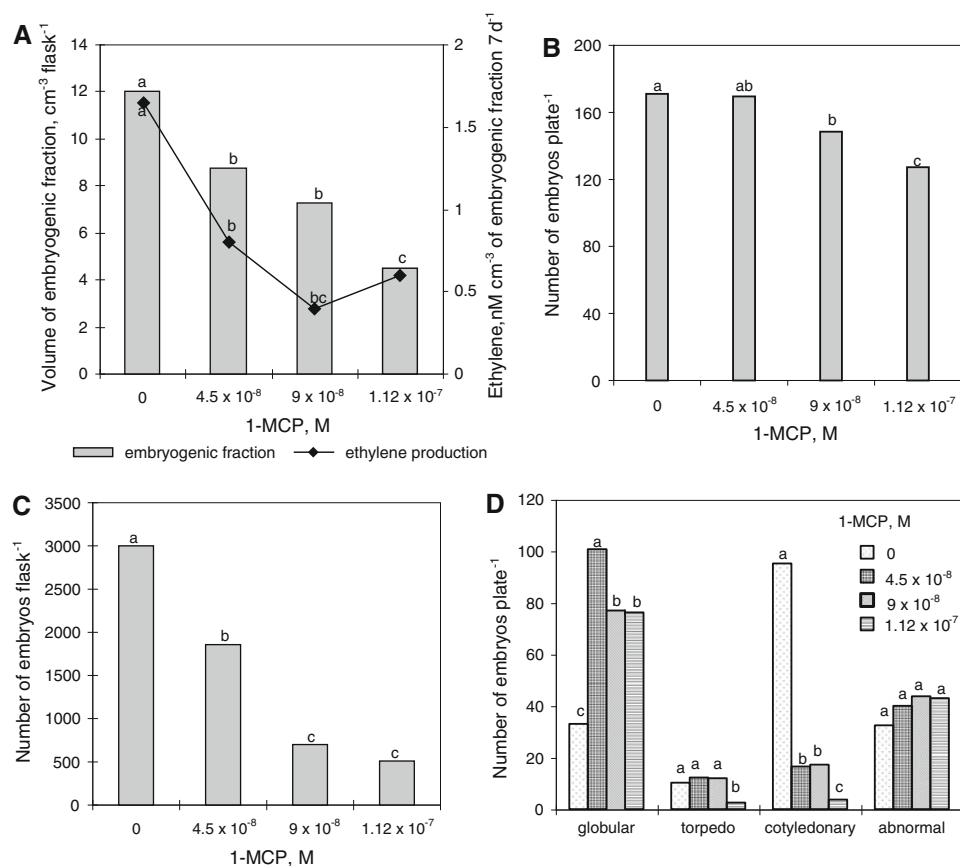 A
Volume of embryogenic fraction, cm⁻³ flask⁻¹
14
12
10
8
6
4
2
0
a
a
b
b
b
bc
c
2
1.5
1
0.5
0
Ethylene,nM cm⁻³ of embryogenic fraction 7d⁻¹
0
4.5 x 10⁻⁸
9 x 10⁻⁸
1.12 x 10⁻⁷
1-MCP, M
embryogenic fraction
ethylene production
B
Number of embryos plate⁻¹
200
160
120
80
40
0
a
ab
b
c
0
4.5 x 10⁻⁸
9 x 10⁻⁸
1.12 x 10⁻⁷
1-MCP, M
C
Number of embryos flask⁻¹
3500
3000
2500
2000
1500
1000
500
0
a
b
c
c
0
4.5 x 10⁻⁸
9 x 10⁻⁸
1.12 x 10⁻⁷
1-MCP, M
D
Number of embryos plate⁻¹
120
100
80
60
40
20
0
1-MCP, M
0
4.5 x 10⁻⁸
9 x 10⁻⁸
1.12 x 10⁻⁷
c
a
b
b
a
a
a
b
a
b
b
c
a
a
a
a
globular
torpedo
cotyledonary
abnormal